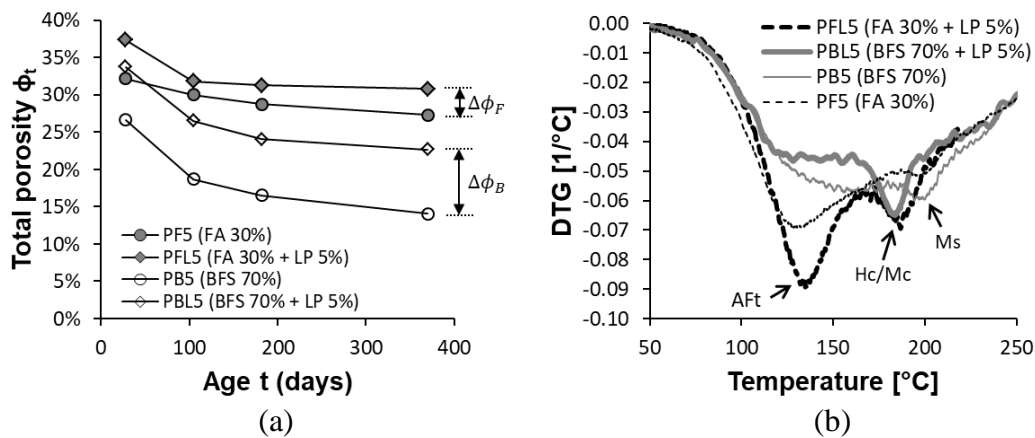 40%
35%
30%
25%
20%
15%
10%
5%
0%
Total porosity ϕt
ΔϕF
ΔϕB
PF5 (FA 30%)
PFL5 (FA 30% + LP 5%)
PB5 (BFS 70%)
PBL5 (BFS 70% + LP 5%)
0 100 200 300 400
Age t (days)
(a)
0.00
-0.01
-0.02
-0.03
-0.04
-0.05
-0.06
-0.07
-0.08
-0.09
-0.10
DTG [1/°C]
PFL5 (FA 30% + LP 5%)
PBL5 (BFS 70% + LP 5%)
PB5 (BFS 70%)
PF5 (FA 30%)
Ms
Hc/Mc
AFt
50 100 150 200 250
Temperature [°C]
(b)